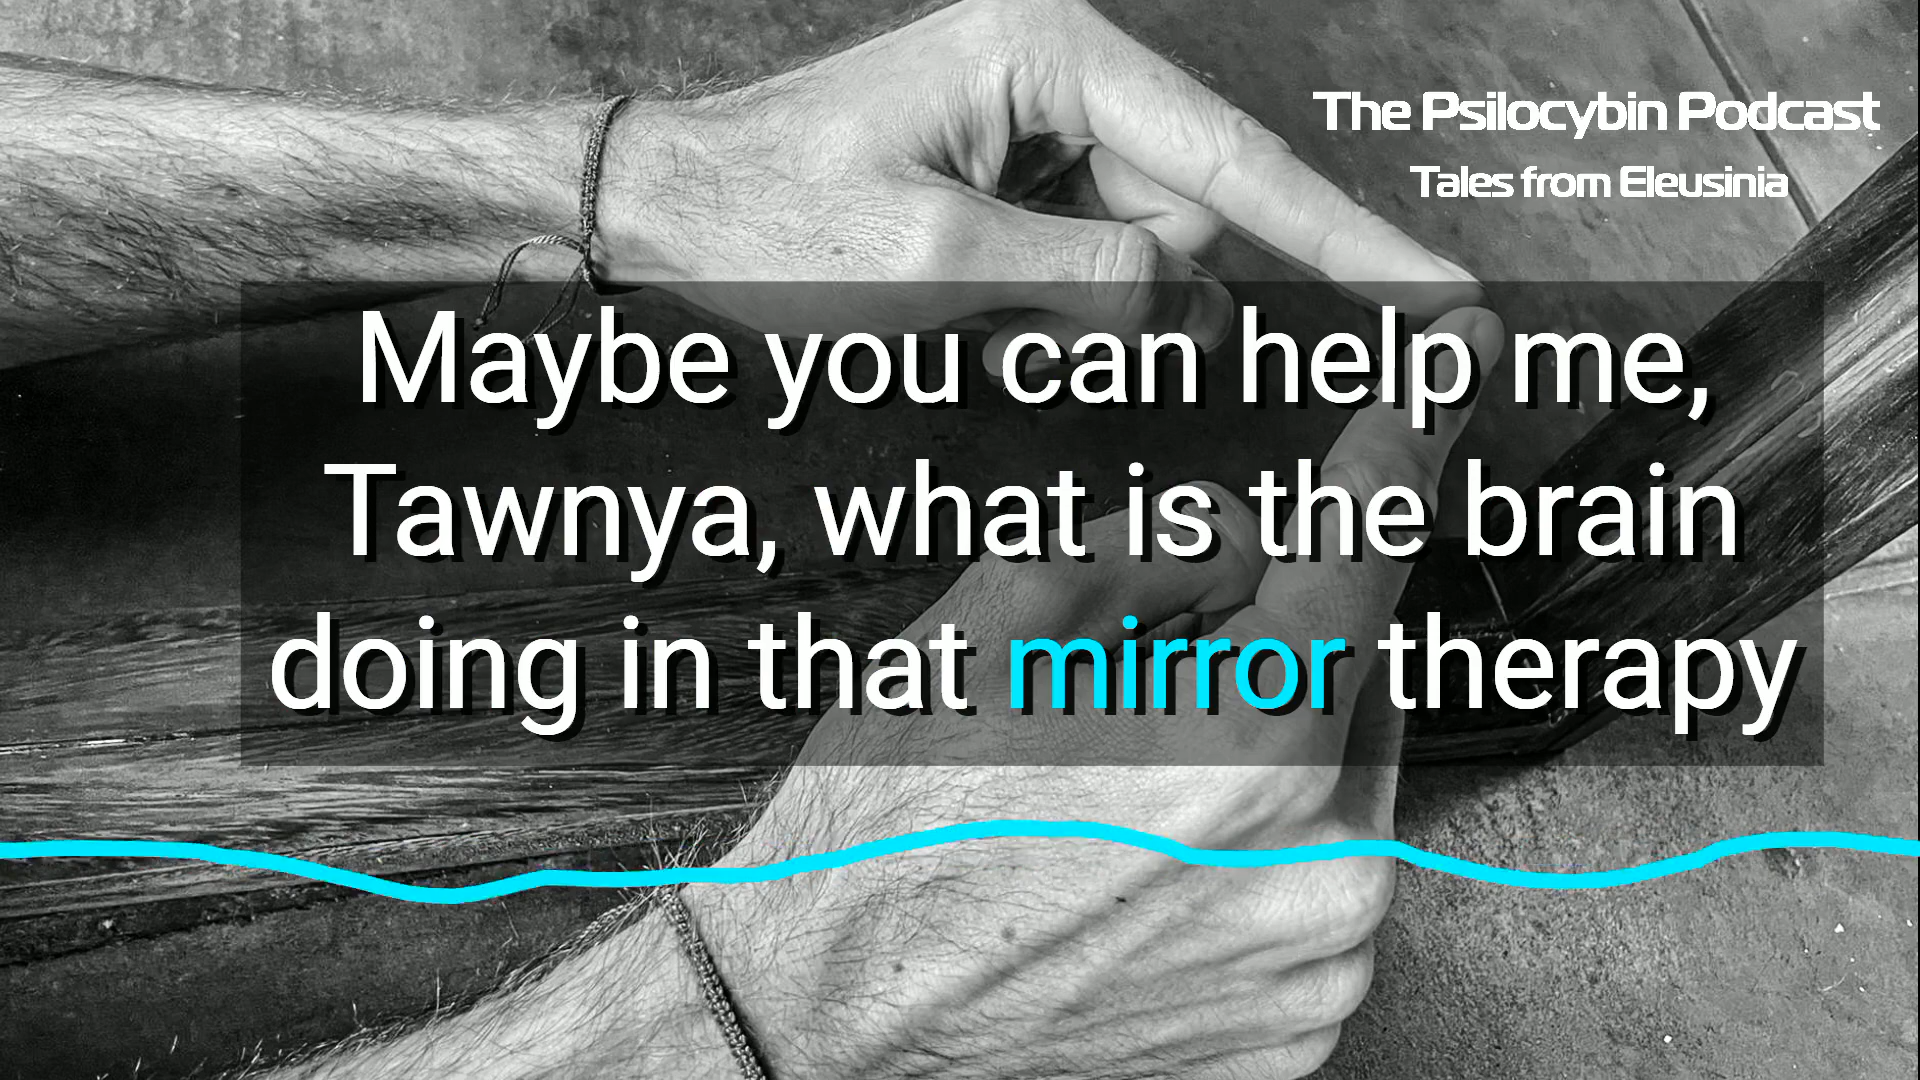 The Psilocybin Podcast
Tales from Eleusinia
Maybe you can help me,
Tawnya, what is the brain
doing in that mirror therapy